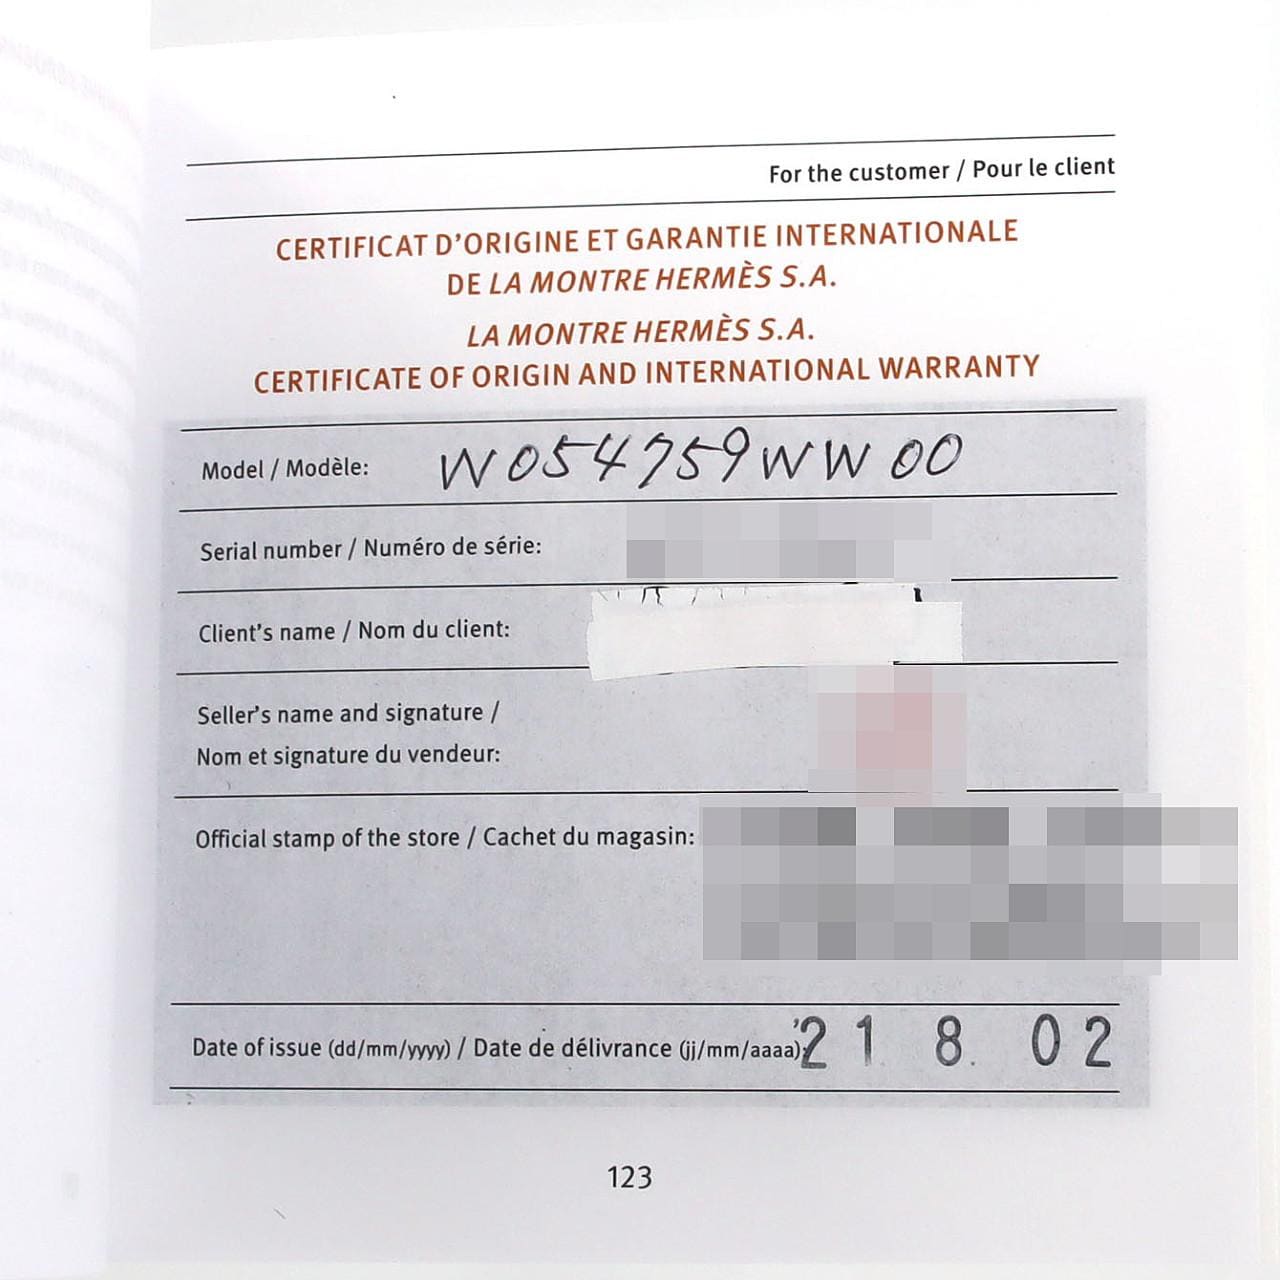 For the customer / Pour le client
CERTIFICAT D'ORIGINE ET GARANTIE INTERNATIONALE
DE LA MONTRE HERMÈS S.A.
LA MONTRE HERMÈS S.A.
CERTIFICATE OF ORIGIN AND INTERNATIONAL WARRANTY
Model / Modèle: W054759WW00
Serial number / Numéro de série:
Client's name / Nom du client:
Seller's name and signature /
Nom et signature du vendeur:
Official stamp of the store / Cachet du magasin:
Date of issue (dd/mm/yyyy) / Date de délivrance (jj/mm/aaaa): '21. 8. 02
123